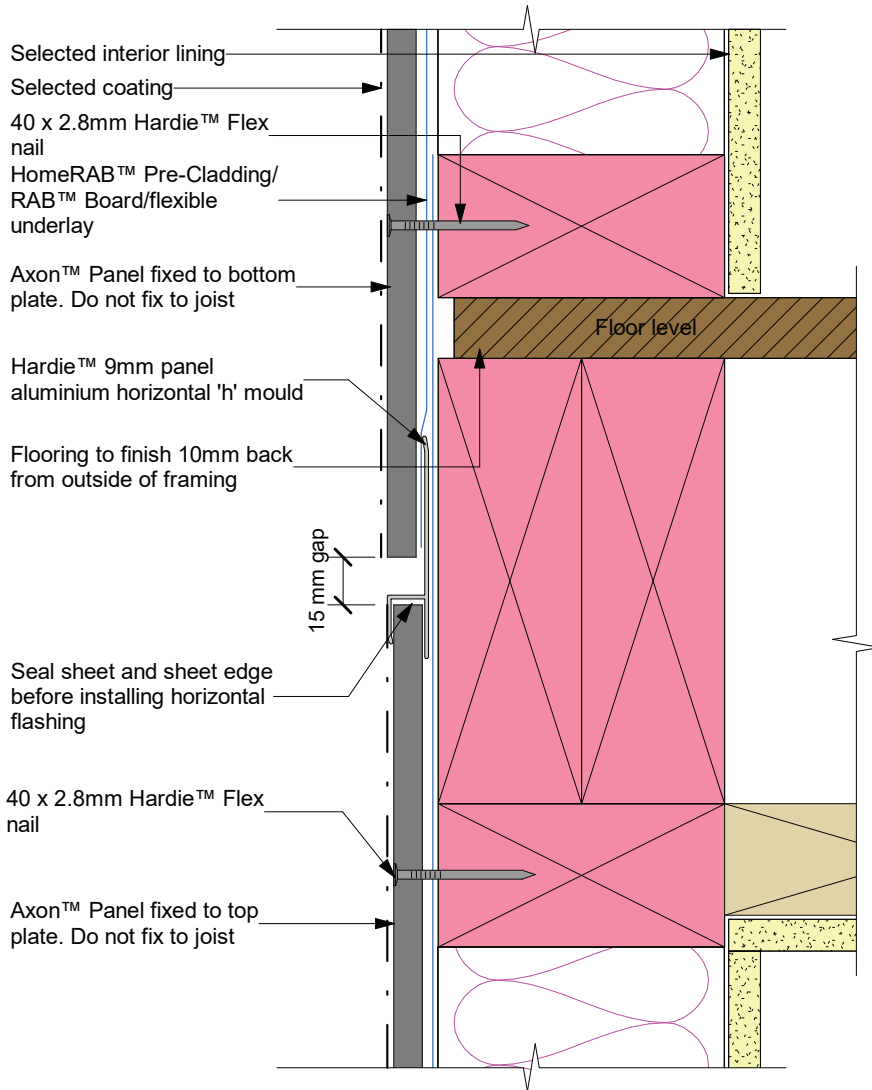 Selected interior lining
Selected coating
40 x 2.8mm Hardie™ Flex
nail
HomeRAB™ Pre-Cladding/
RAB™ Board/flexible
underlay
Axon™ Panel fixed to bottom
plate. Do not fix to joist
Floor level
Hardie™ 9mm panel
aluminium horizontal 'h' mould
Flooring to finish 10mm back
from outside of framing
15 mm gap
Seal sheet and sheet edge
before installing horizontal
flashing
40 x 2.8mm Hardie™ Flex
nail
Axon™ Panel fixed to top
plate. Do not fix to joist